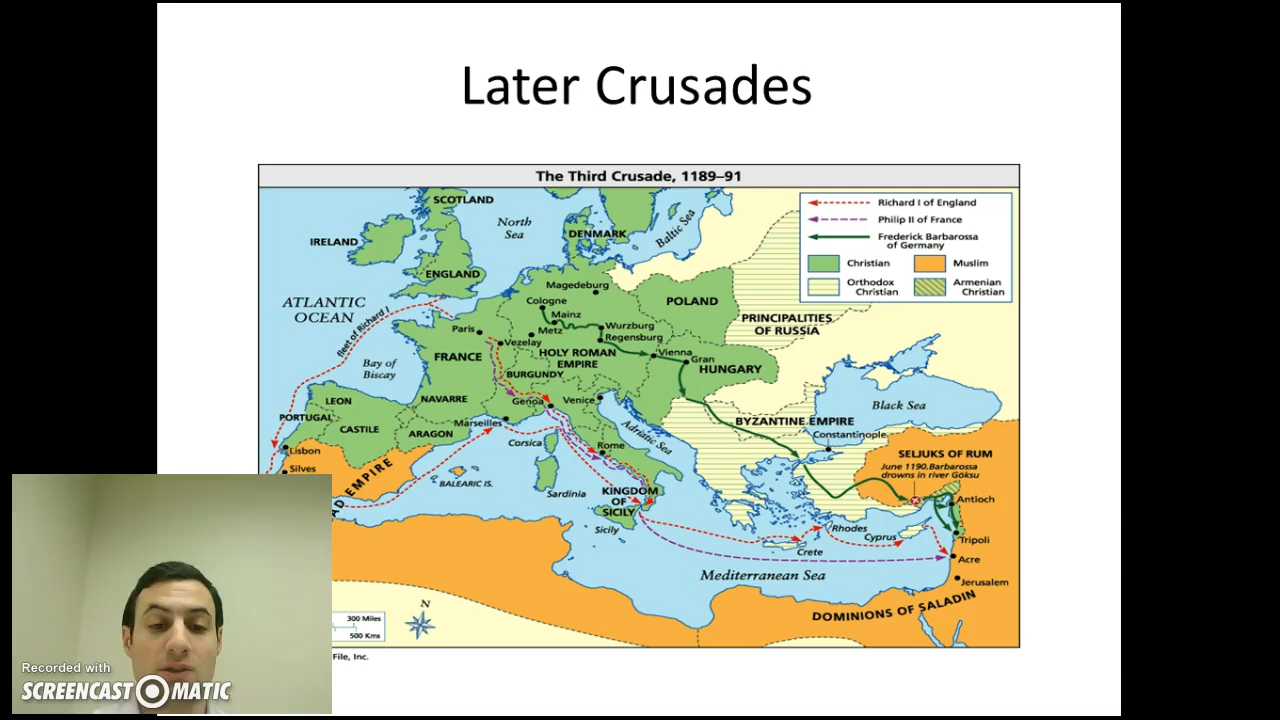 Later Crusades
The Third Crusade, 1189–91
Richard I of England
Philip II of France
Frederick Barbarossa
of Germany
Christian
Muslim
Orthodox
Christian
Armenian
Christian
SCOTLAND
North
Sea
DENMARK
Baltic Sea
IRELAND
ENGLAND
ATLANTIC
OCEAN
fleet of Richard I
Magedeburg
Cologne
Mainz
POLAND
PRINCIPALITIES
OF RUSSIA
Paris
Metz
Wurzburg
Regensburg
Vezelay
Vienna
Gran
FRANCE
HOLY ROMAN
EMPIRE
HUNGARY
Bay of
Biscay
BURGUNDY
LEON
NAVARRE
Genoa
Venice
Black Sea
PORTUGAL
CASTILE
ARAGON
Marseilles
Corsica
Adriatic Sea
BYZANTINE EMPIRE
Constantinople
Lisbon
Silves
Rome
SELJUKS OF RUM
June 1190, Barbarossa
drowns in river Göksu
AD EMPIRE
BALEARIC IS.
Sardinia
KINGDOM
OF
SICILY
Sicily
Antioch
Rhodes
Cyprus
Crete
Tripoli
Acre
Mediterranean Sea
Jerusalem
DOMINIONS OF SALADIN
N
300 Miles
500 Kms
File, Inc.
Recorded with
SCREENCAST MATIC